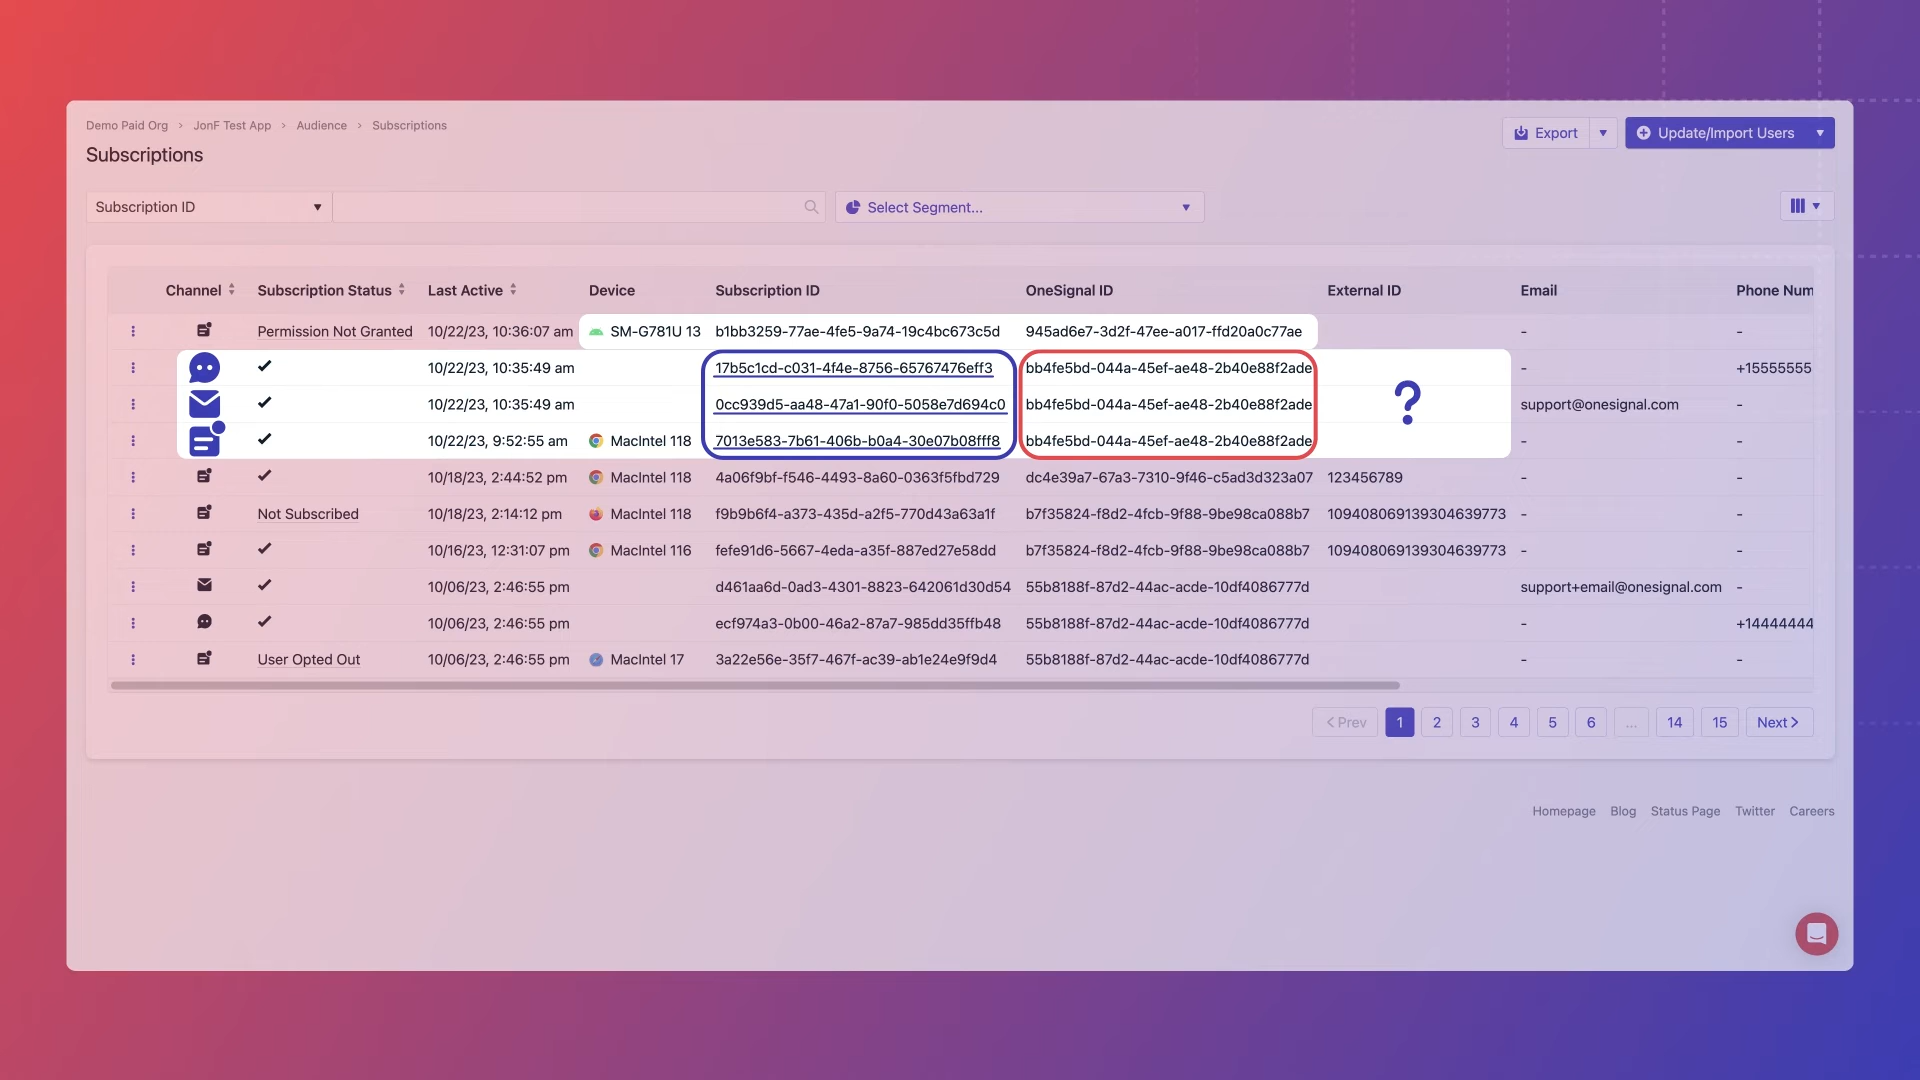 Demo Paid Org › JonF Test App › Audience › Subscriptions
Subscriptions
Export
Update/Import Users
Subscription ID
Select Segment...
Channel Subscription Status Last Active Device Subscription ID OneSignal ID External ID Email Phone Num
Permission Not Granted 10/22/23, 10:36:07 am SM-G781U 13 b1bb3259-77ae-4fe5-9a74-19c4bc673c5d 945ad6e7-3d2f-47ee-a017-ffd20a0c77ae - -
10/22/23, 10:35:49 am 17b5c1cd-c031-4f4e-8756-65767476eff3 bb4fe5bd-044a-45ef-ae48-2b40e88f2ade - +15555555
10/22/23, 10:35:49 am 0cc939d5-aa48-47a1-90f0-5058e7d694c0 bb4fe5bd-044a-45ef-ae48-2b40e88f2ade ? support@onesignal.com -
10/22/23, 9:52:55 am MacIntel 118 7013e583-7b61-406b-b0a4-30e07b08fff8 bb4fe5bd-044a-45ef-ae48-2b40e88f2ade - -
10/18/23, 2:44:52 pm MacIntel 118 4a06f9bf-f546-4493-8a60-0363f5fbd729 dc4e39a7-67a3-7310-9f46-c5ad3d323a07 123456789 - -
Not Subscribed 10/18/23, 2:14:12 pm MacIntel 118 f9b9b6f4-a373-435d-a2f5-770d43a63a1f b7f35824-f8d2-4fcb-9f88-9be98ca088b7 109408069139304639773 - -
10/16/23, 12:31:07 pm MacIntel 116 fefe91d6-5667-4eda-a35f-887ed27e58dd b7f35824-f8d2-4fcb-9f88-9be98ca088b7 109408069139304639773 - -
10/06/23, 2:46:55 pm d461aa6d-0ad3-4301-8823-642061d30d54 55b8188f-87d2-44ac-acde-10df4086777d support+email@onesignal.com -
10/06/23, 2:46:55 pm ecf974a3-0b00-46a2-87a7-985dd35ffb48 55b8188f-87d2-44ac-acde-10df4086777d - +14444444
User Opted Out 10/06/23, 2:46:55 pm MacIntel 17 3a22e56e-35f7-467f-ac39-ab1e24e9f9d4 55b8188f-87d2-44ac-acde-10df4086777d - -
Prev 1 2 3 4 5 6 ... 14 15 Next
Homepage Blog Status Page Twitter Careers